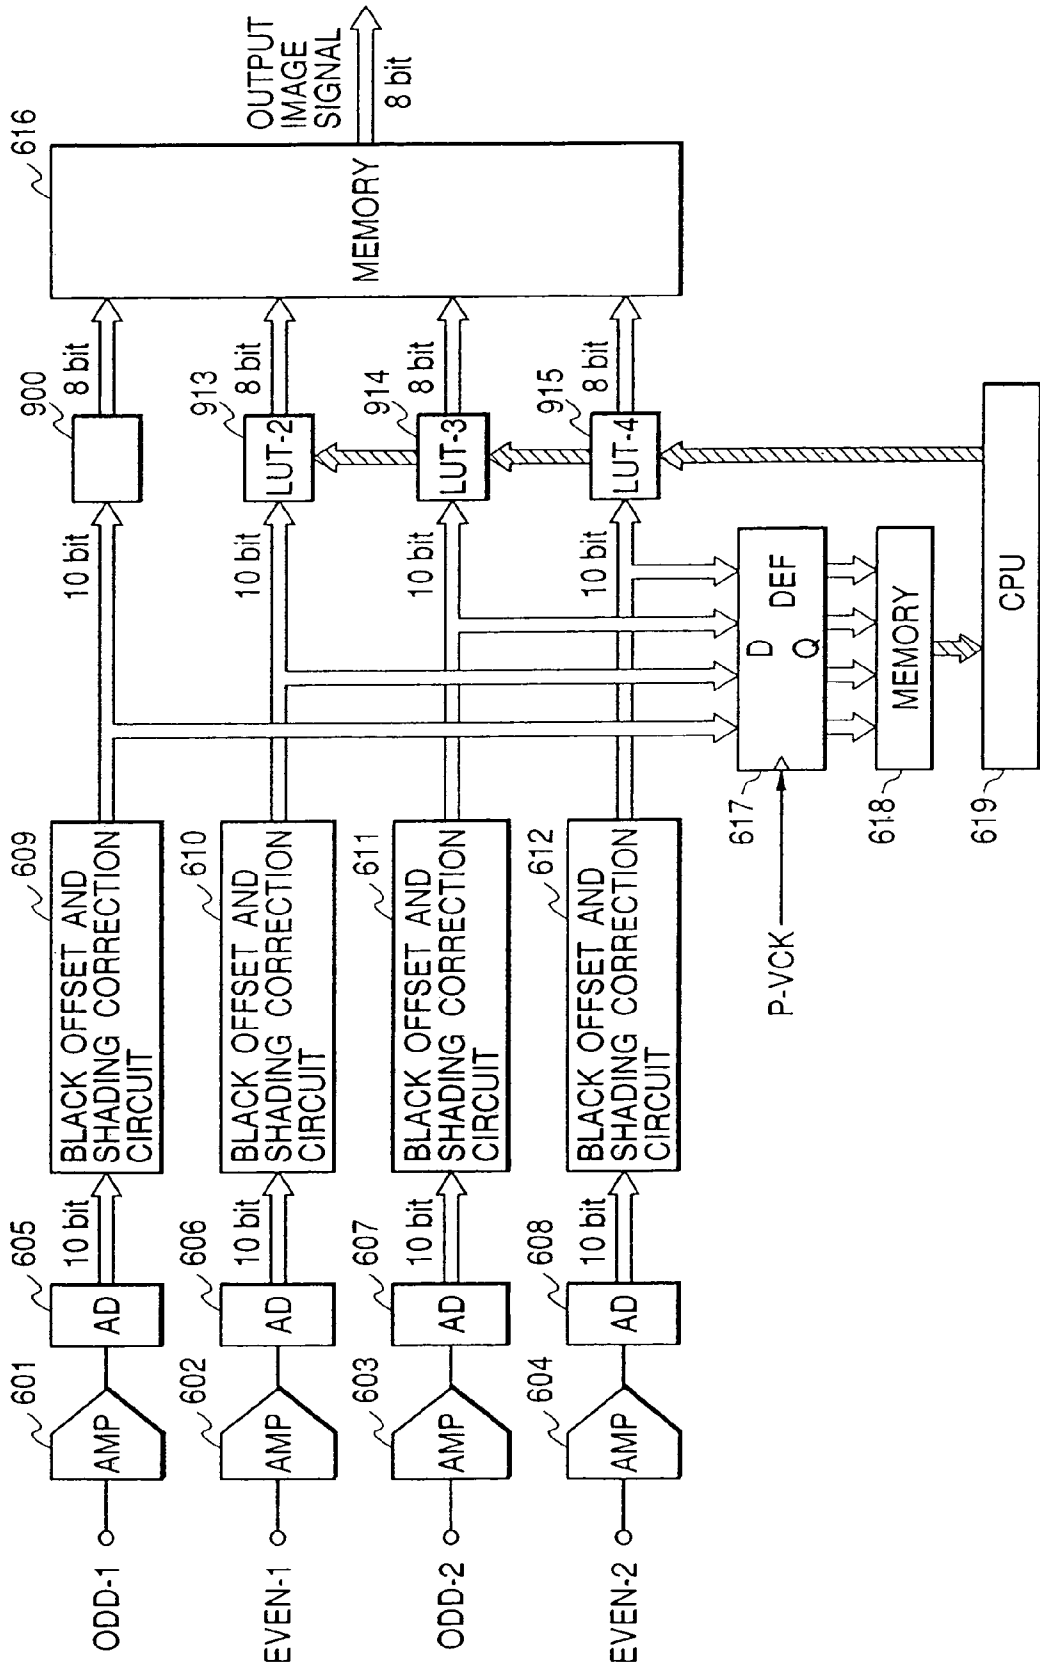 ODD-1
601
AMP
605
AD
10 bit
609
BLACK OFFSET AND
SHADING CORRECTION
CIRCUIT
10 bit
900
8 bit
616
MEMORY
OUTPUT
IMAGE
SIGNAL
8 bit
EVEN-1
602
AMP
606
AD
10 bit
610
BLACK OFFSET AND
SHADING CORRECTION
CIRCUIT
10 bit
913
LUT-2
8 bit
ODD-2
603
AMP
607
AD
10 bit
611
BLACK OFFSET AND
SHADING CORRECTION
CIRCUIT
10 bit
914
LUT-3
8 bit
EVEN-2
604
AMP
608
AD
10 bit
612
BLACK OFFSET AND
SHADING CORRECTION
CIRCUIT
10 bit
915
LUT-4
8 bit
P-VCK
617
D
Q
DEF
618
MEMORY
619
CPU